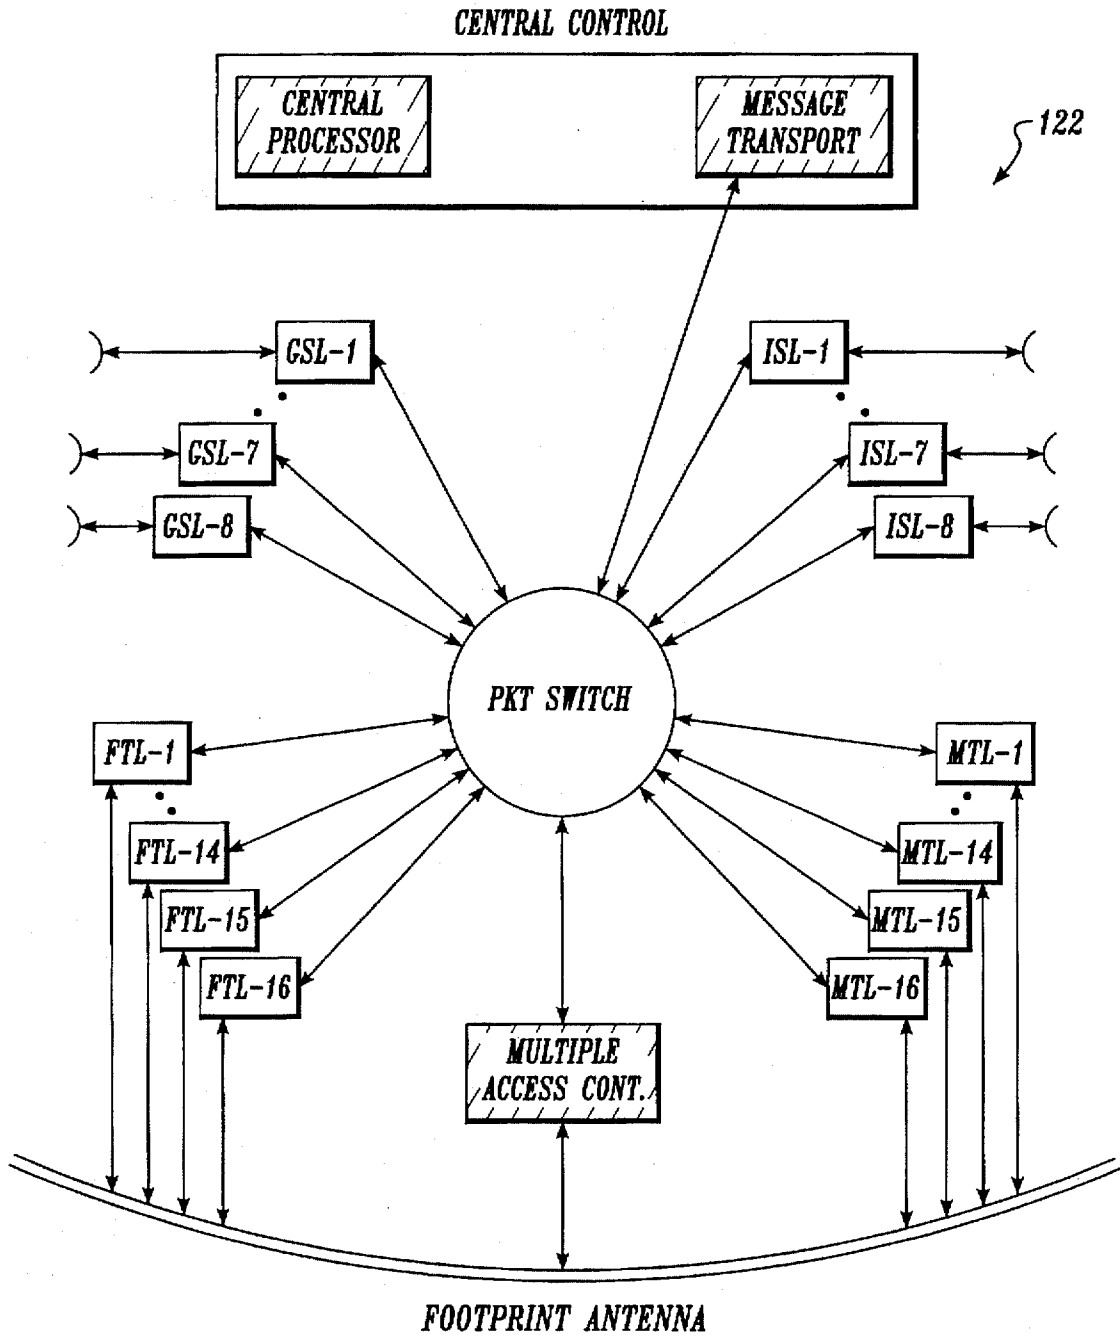 CENTRAL CONTROL
CENTRAL
PROCESSOR
MESSAGE
TRANSPORT
122
GSL-1
ISL-1
GSL-7
ISL-7
GSL-8
ISL-8
PKT SWITCH
FTL-1
MTL-1
FTL-14
MTL-14
FTL-15
MTL-15
FTL-16
MTL-16
MULTIPLE
ACCESS CONT.
FOOTPRINT ANTENNA